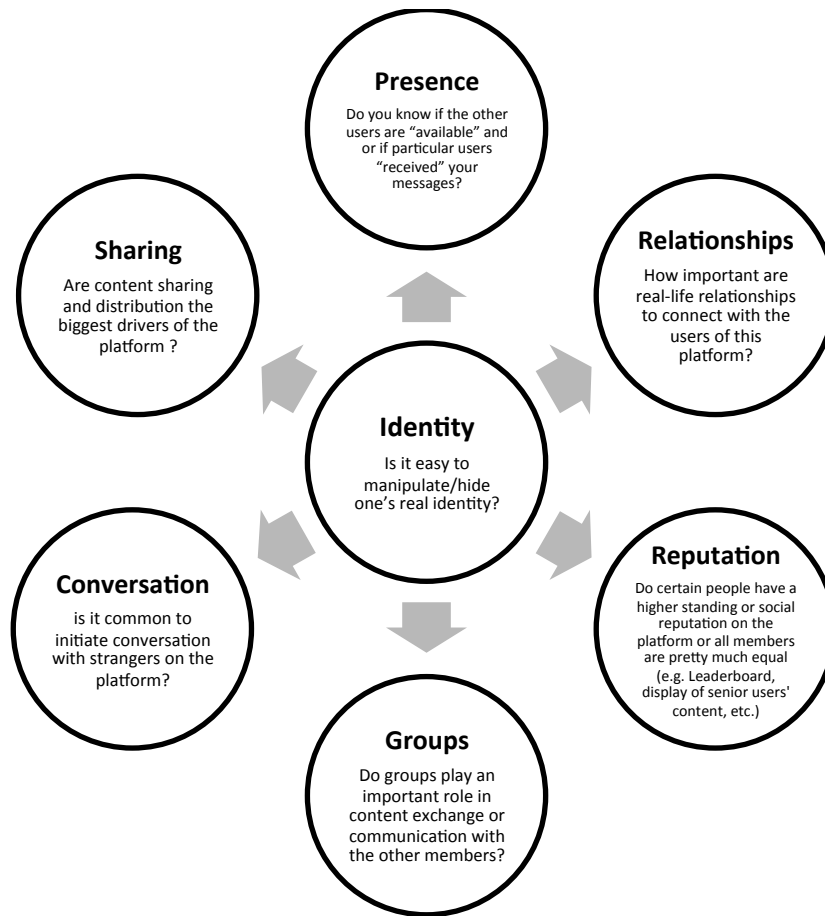 Presence
Do you know if the other
users are “available” and
or if particular users
“received” your
messages?
Sharing
Are content sharing
and distribution the
biggest drivers of the
platform ?
Relationships
How important are
real-life relationships
to connect with the
users of this
platform?
Identity
Is it easy to
manipulate/hide
one’s real identity?
Conversation
is it common to
initiate conversation
with strangers on the
platform?
Reputation
Do certain people have a
higher standing or social
reputation on the
platform or all members
are pretty much equal
(e.g. Leaderboard,
display of senior users'
content, etc.)
Groups
Do groups play an
important role in
content exchange or
communication with
the other members?